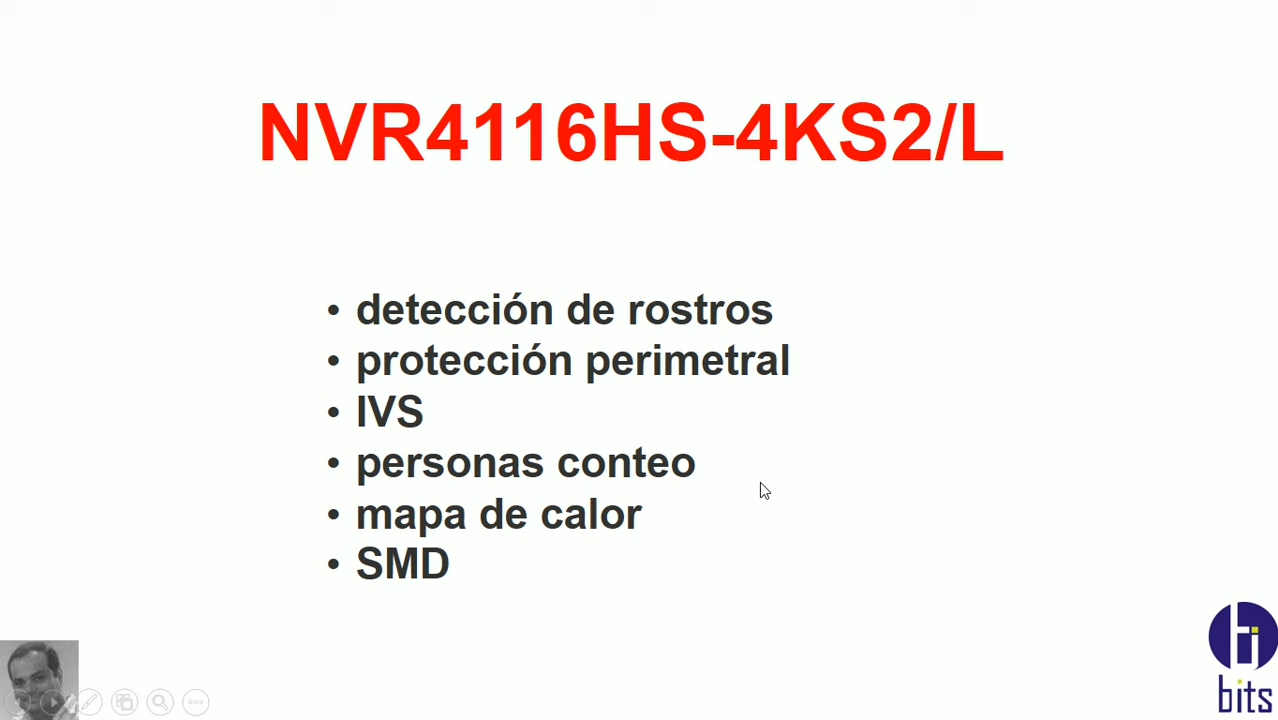 NVR4116HS-4KS2/L
• detección de rostros
• protección perimetral
• IVS
• personas conteo
• mapa de calor
• SMD
bits